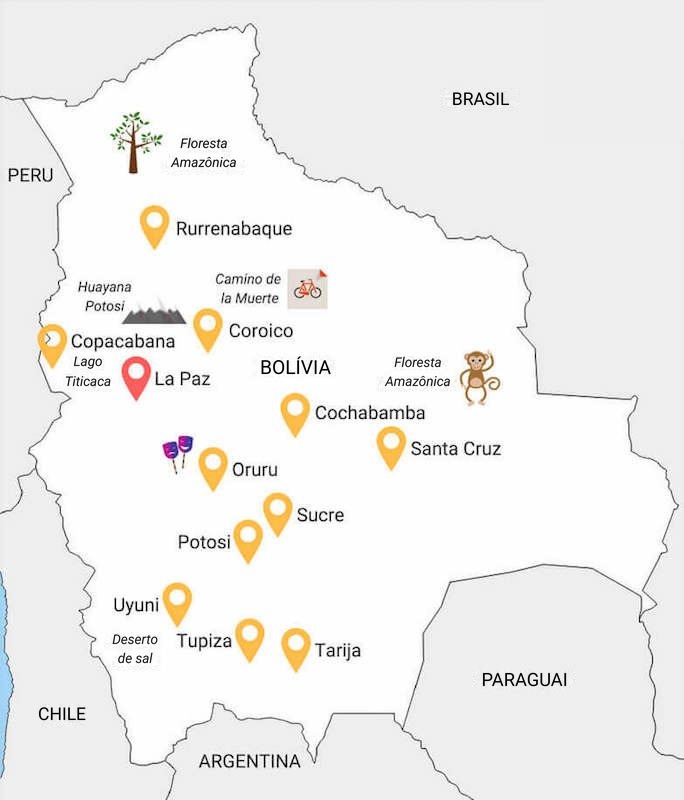 BRASIL
Floresta
Amazônica
PERU
Rurrenabaque
Huayana
Potosi
Camino de
la Muerte
Coroico
Copacabana
Lago
Titicaca
La Paz
BOLÍVIA
Floresta
Amazônica
Cochabamba
Santa Cruz
Oruru
Sucre
Potosi
Uyuni
Deserto
de sal
Tupiza
Tarija
PARAGUAI
CHILE
ARGENTINA